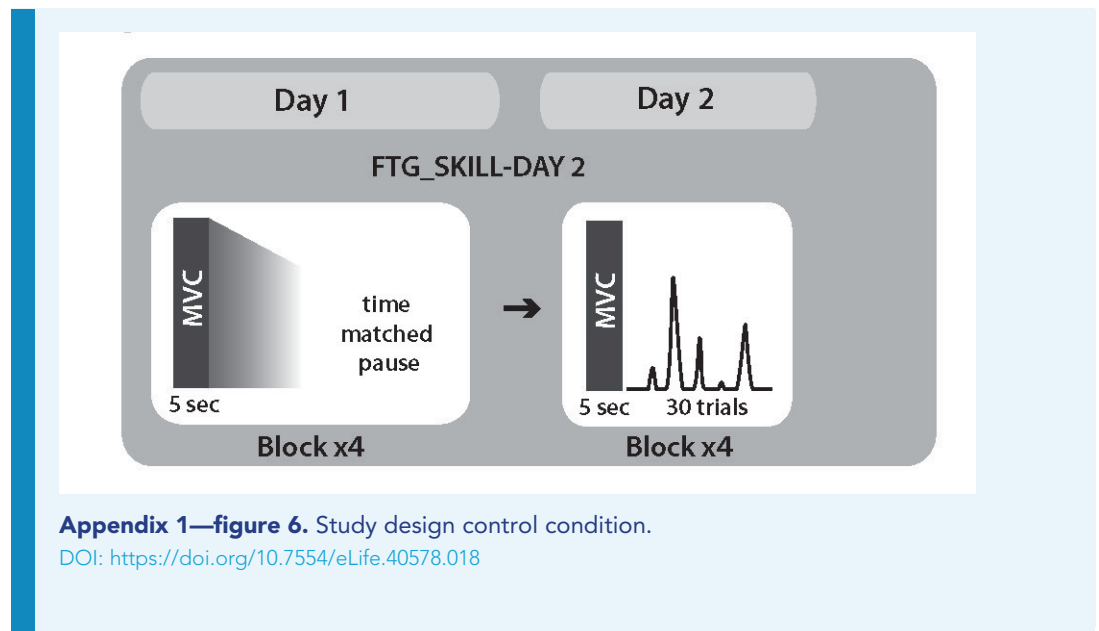 Day 1
Day 2
FTG_SKILL-DAY 2
MVC
time
matched
pause
5 sec
Block x4
➔
MVC
5 sec 30 trials
Block x4
Appendix 1—figure 6. Study design control condition.
DOI: https://doi.org/10.7554/eLife.40578.018